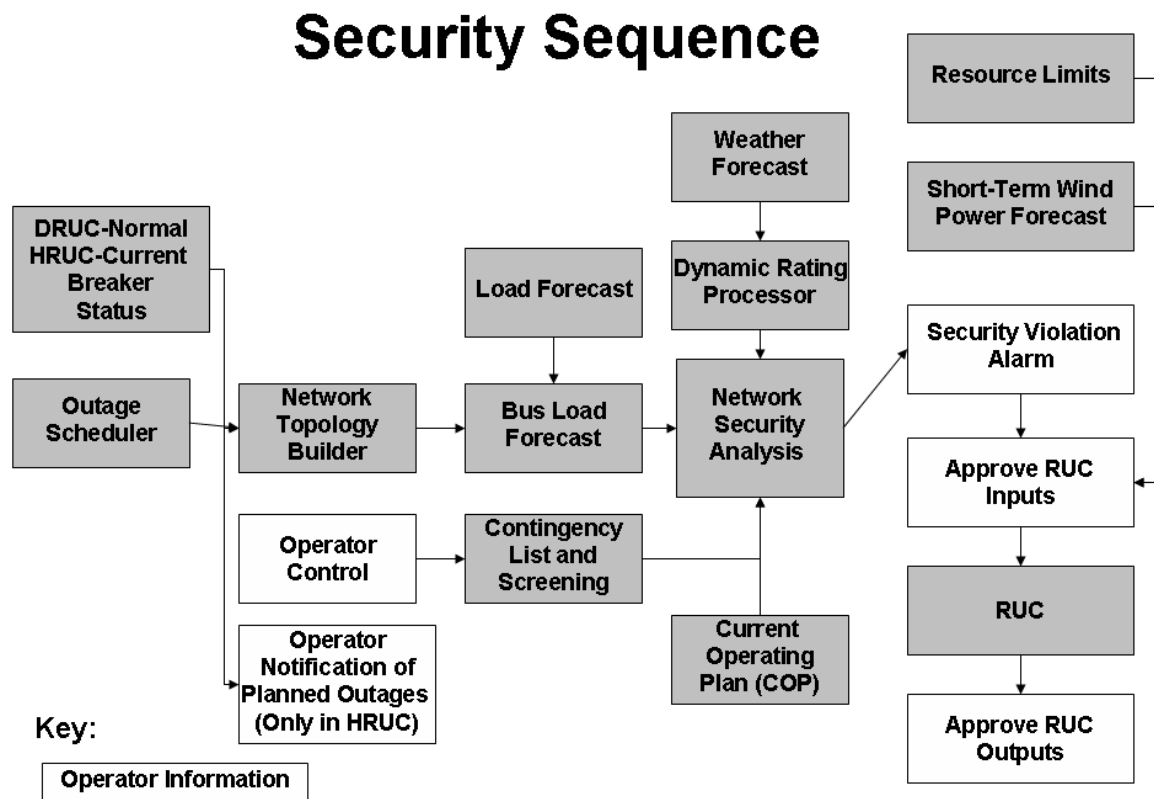 Security Sequence
Resource Limits
Weather
Forecast
Short-Term Wind
Power Forecast
DRUC-Normal
HRUC-Current
Breaker
Status
Load Forecast
Dynamic Rating
Processor
Security Violation
Alarm
Outage
Scheduler
Network
Topology
Builder
Bus Load
Forecast
Network
Security
Analysis
Approve RUC
Inputs
Operator
Control
Contingency
List and
Screening
RUC
Operator
Notification of
Planned Outages
(Only in HRUC)
Current
Operating
Plan (COP)
Approve RUC
Outputs
Key:
Operator Information